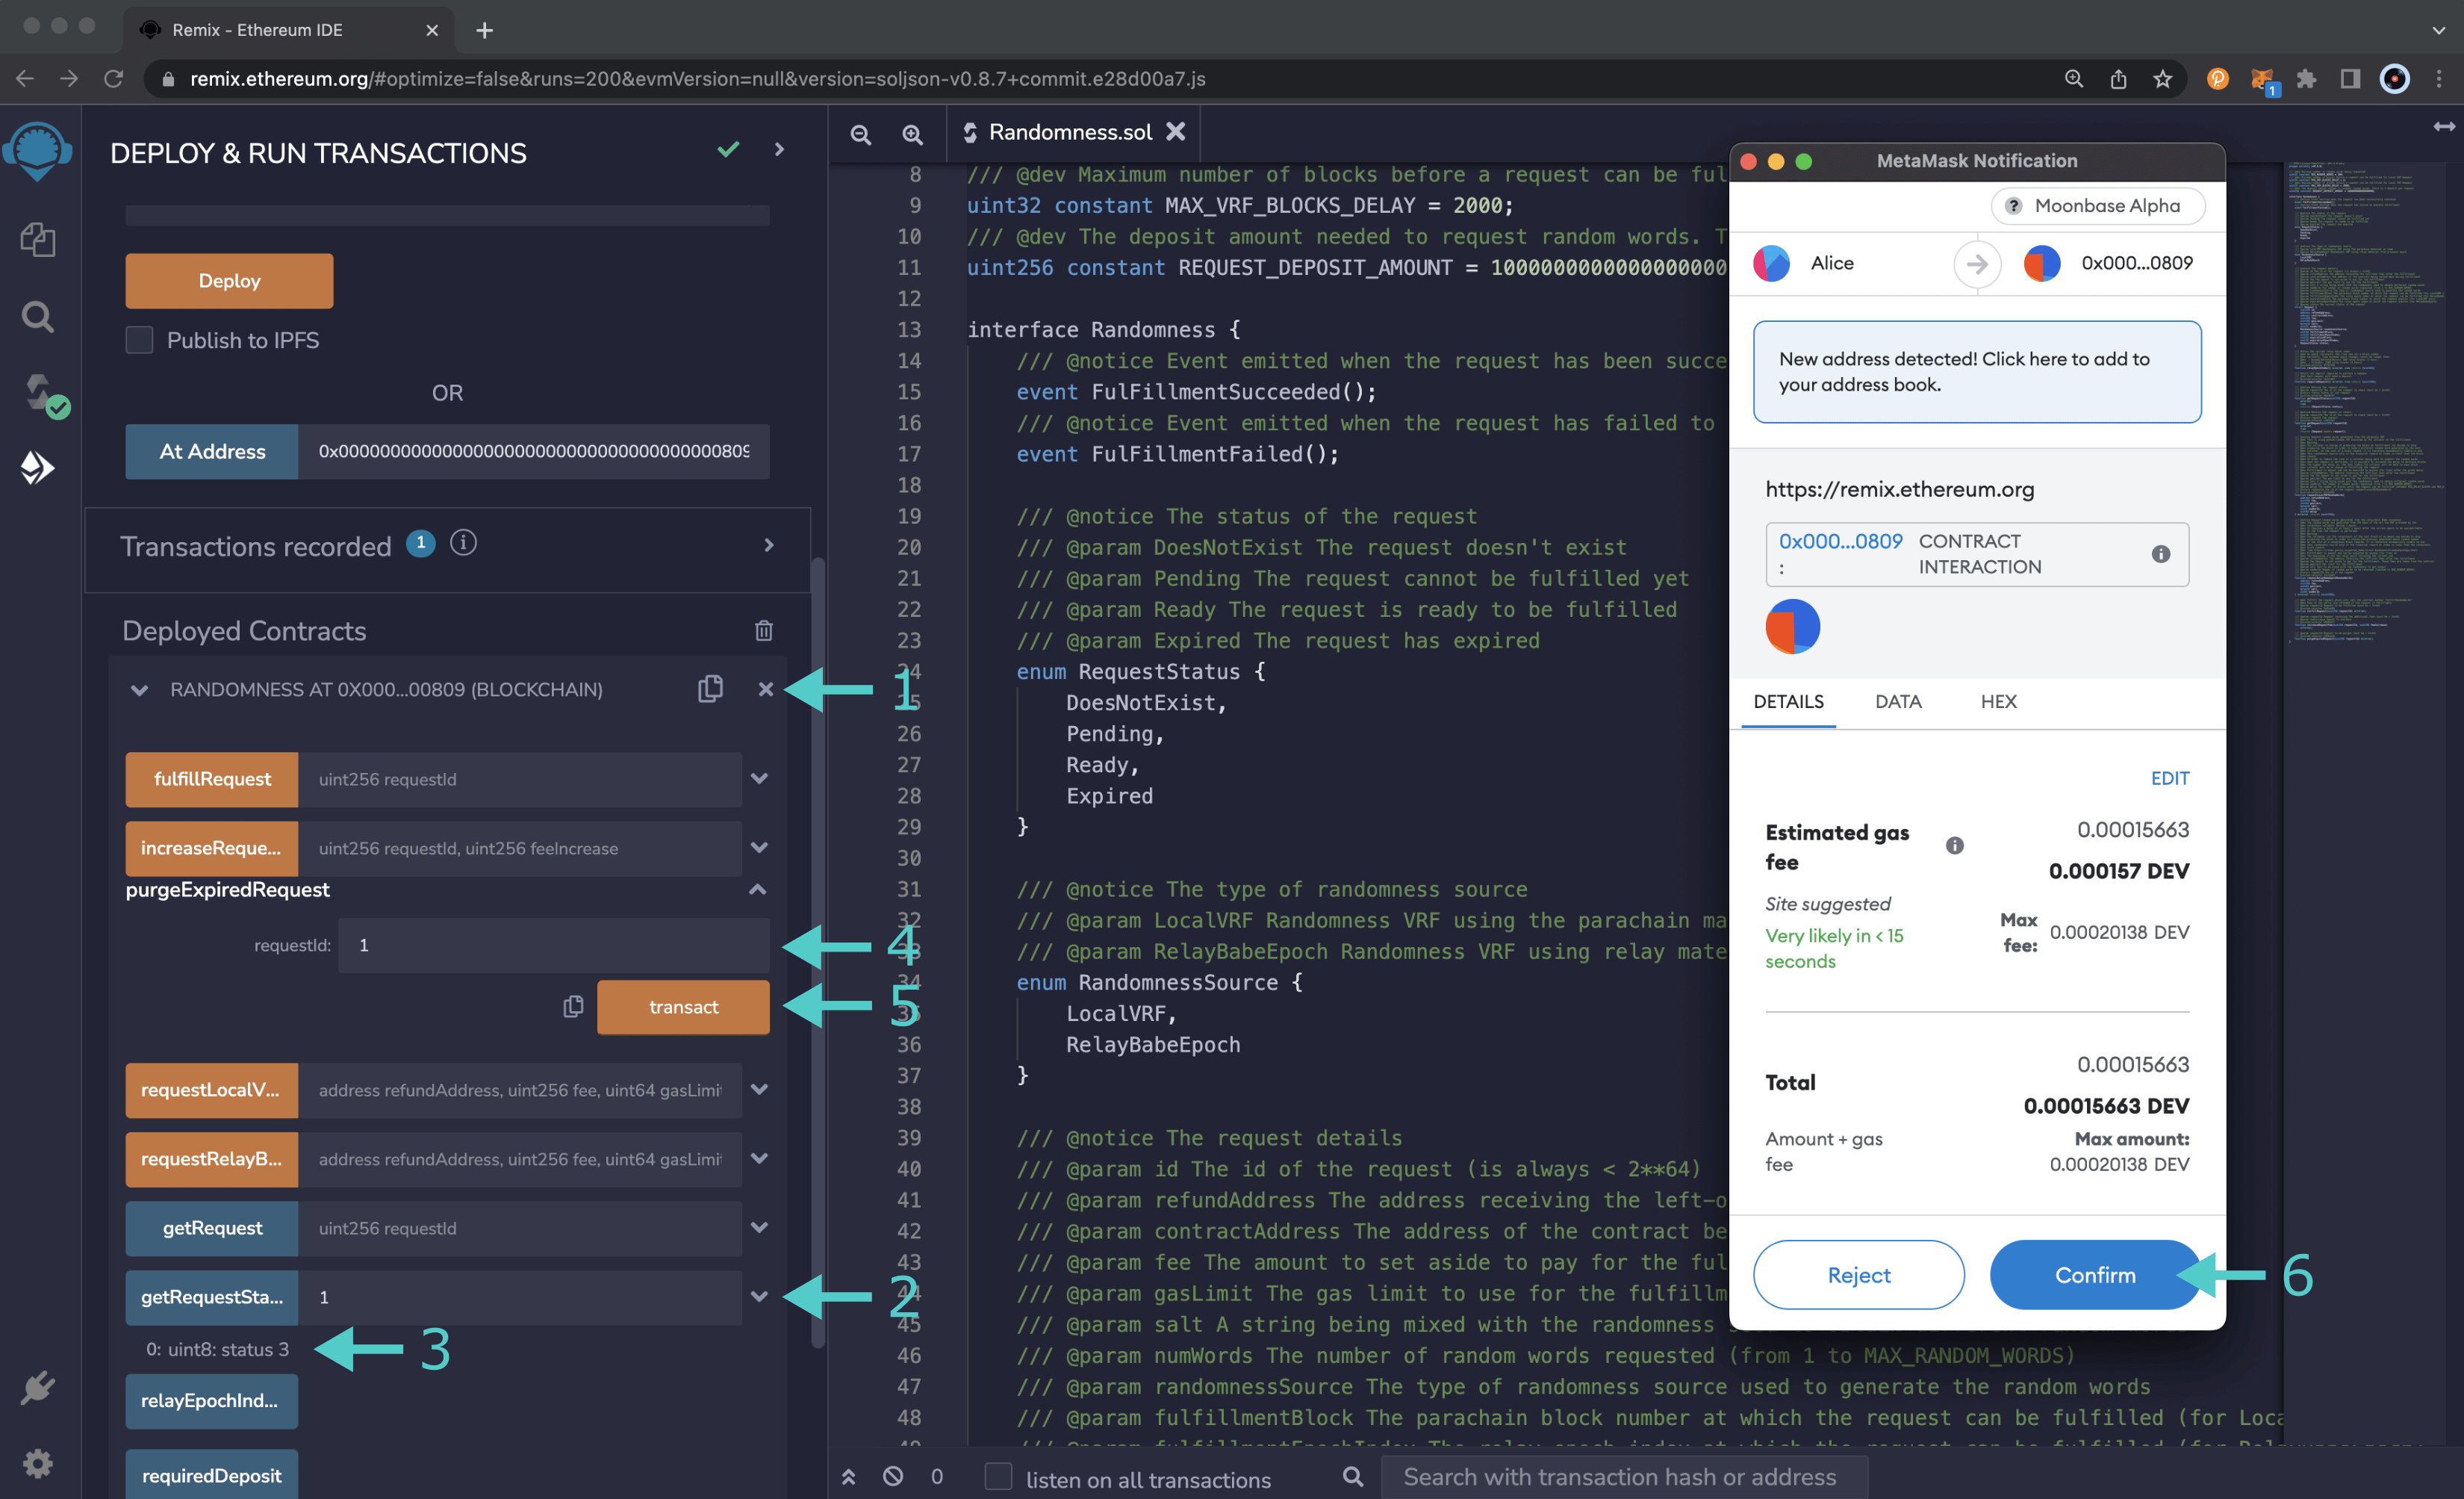 Remix - Ethereum IDE
remix.ethereum.org/#optimize=false&runs=200&evmVersion=null&version=soljson-v0.8.7+commit.e28d00a7.js
1
DEPLOY & RUN TRANSACTIONS
Deploy
Publish to IPFS
OR
At Address
0x0000000000000000000000000000000000000809
Transactions recorded 1
Deployed Contracts
RANDOMNESS AT 0X000...00809 (BLOCKCHAIN)
1
fulfillRequest
uint256 requestId
increaseReque...
uint256 requestId, uint256 feeIncrease
purgeExpiredRequest
requestId:
1
4
transact
5
requestLocalV...
address refundAddress, uint256 fee, uint64 gasLimit
requestRelayB...
address refundAddress, uint256 fee, uint64 gasLimit
getRequest
uint256 requestId
getRequestSta...
1
2
0: uint8: status 3
3
relayEpochInd...
requiredDeposit
Randomness.sol
8 /// @dev Maximum number of blocks before a request can be ful
9 uint32 constant MAX_VRF_BLOCKS_DELAY = 2000;
10 /// @dev The deposit amount needed to request random words. T
11 uint256 constant REQUEST_DEPOSIT_AMOUNT = 1000000000000000000
12
13 interface Randomness {
14 /// @notice Event emitted when the request has been succe
15 event FulFillmentSucceeded();
16 /// @notice Event emitted when the request has failed to
17 event FulFillmentFailed();
18
19 /// @notice The status of the request
20 /// @param DoesNotExist The request doesn't exist
21 /// @param Pending The request cannot be fulfilled yet
22 /// @param Ready The request is ready to be fulfilled
23 /// @param Expired The request has expired
24 enum RequestStatus {
25 DoesNotExist,
26 Pending,
27 Ready,
28 Expired
29 }
30
31 /// @notice The type of randomness source
32 /// @param LocalVRF Randomness VRF using the parachain ma
33 /// @param RelayBabeEpoch Randomness VRF using relay mate
34 enum RandomnessSource {
35 LocalVRF,
36 RelayBabeEpoch
37 }
38
39 /// @notice The request details
40 /// @param id The id of the request (is always < 2**64)
41 /// @param refundAddress The address receiving the left-o
42 /// @param contractAddress The address of the contract be
43 /// @param fee The amount to set aside to pay for the ful
44 /// @param gasLimit The gas limit to use for the fulfillm
45 /// @param salt A string being mixed with the randomness
46 /// @param numWords The number of random words requested (from 1 to MAX_RANDOM_WORDS)
47 /// @param randomnessSource The type of randomness source used to generate the random words
48 /// @param fulfillmentBlock The parachain block number at which the request can be fulfilled (for Loca
0
listen on all transactions
Search with transaction hash or address
MetaMask Notification
Moonbase Alpha
Alice
0x000...0809
New address detected! Click here to add to
your address book.
https://remix.ethereum.org
0x000...0809
:
CONTRACT
INTERACTION
DETAILS
DATA
HEX
EDIT
Estimated gas
fee
0.00015663
0.000157 DEV
Site suggested
Very likely in < 15
seconds
Max
fee:
0.00020138 DEV
Total
0.00015663
0.00015663 DEV
Amount + gas
fee
Max amount:
0.00020138 DEV
Reject
Confirm
6